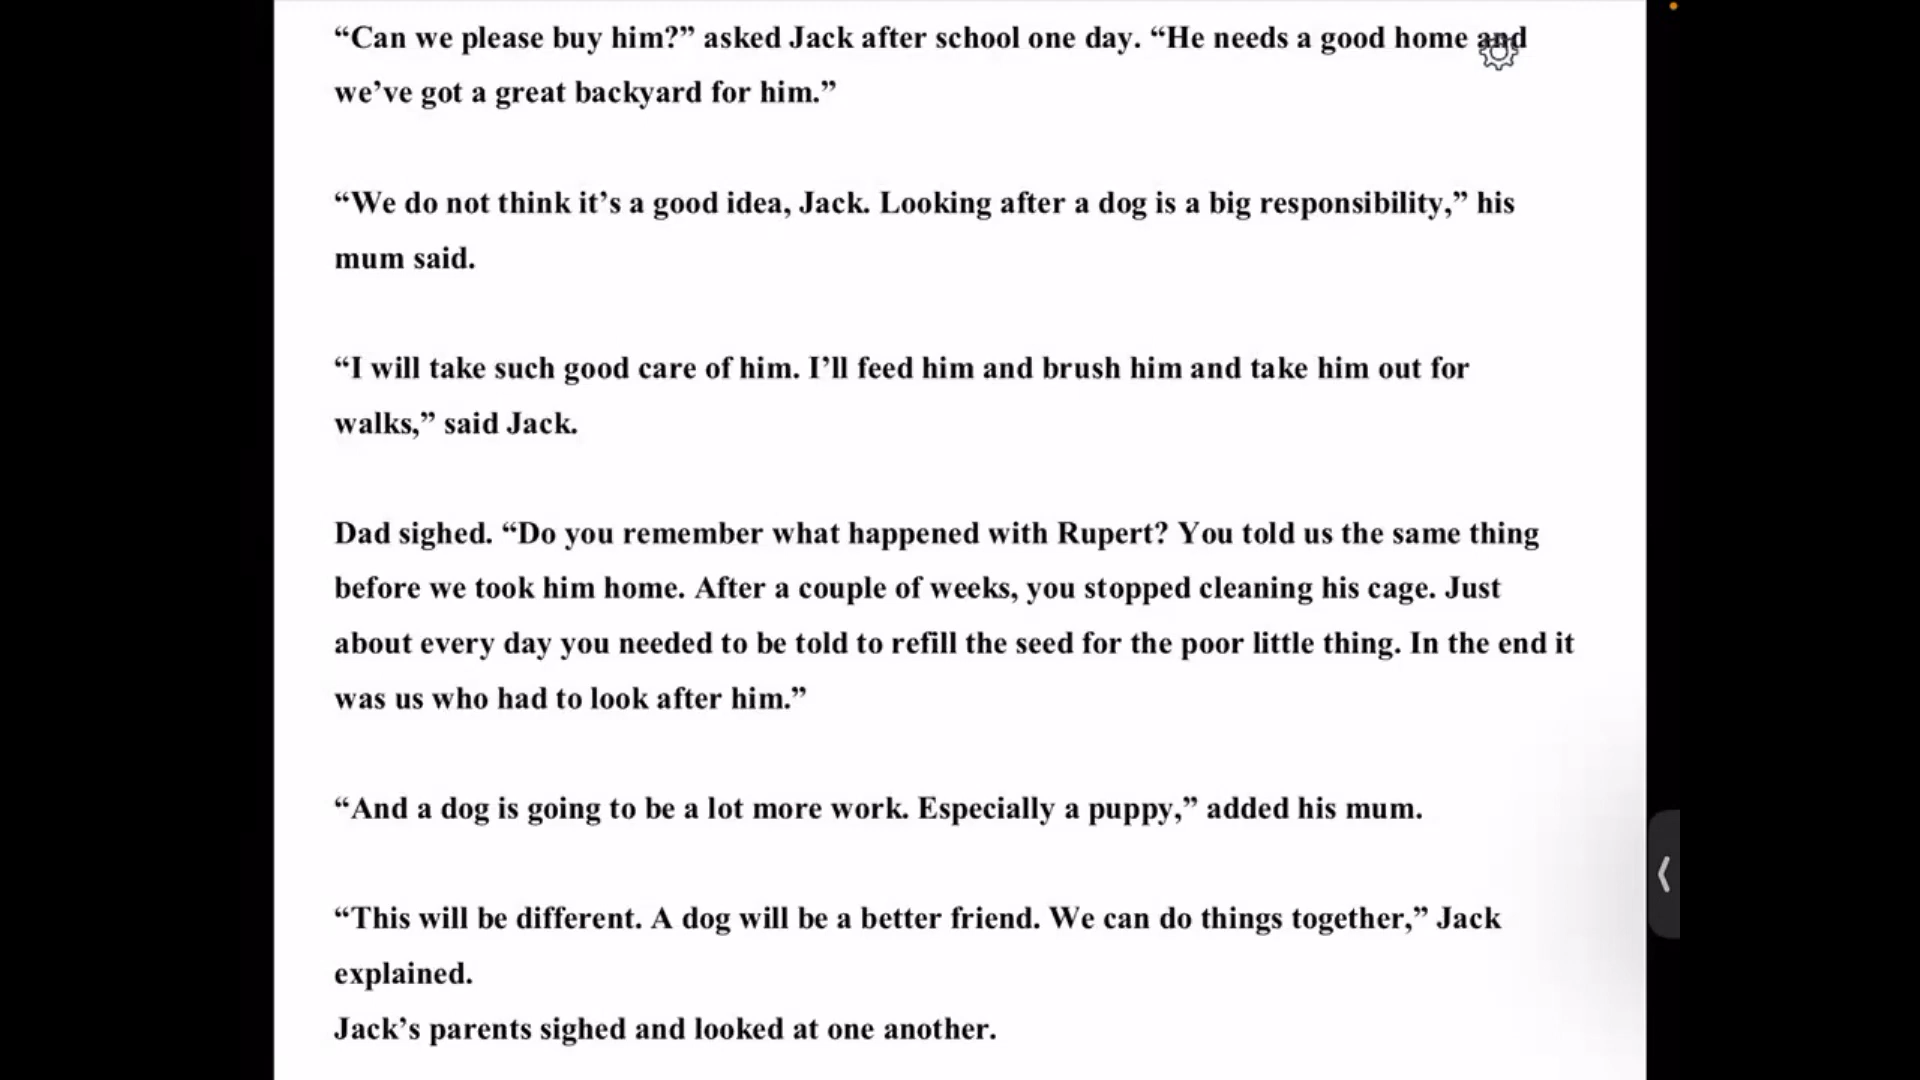 “Can we please buy him?” asked Jack after school one day. “He needs a good home and
we’ve got a great backyard for him.”
“We do not think it’s a good idea, Jack. Looking after a dog is a big responsibility,” his
mum said.
“I will take such good care of him. I’ll feed him and brush him and take him out for
walks,” said Jack.
Dad sighed. “Do you remember what happened with Rupert? You told us the same thing
before we took him home. After a couple of weeks, you stopped cleaning his cage. Just
about every day you needed to be told to refill the seed for the poor little thing. In the end it
was us who had to look after him.”
“And a dog is going to be a lot more work. Especially a puppy,” added his mum.
“This will be different. A dog will be a better friend. We can do things together,” Jack
explained.
Jack’s parents sighed and looked at one another.